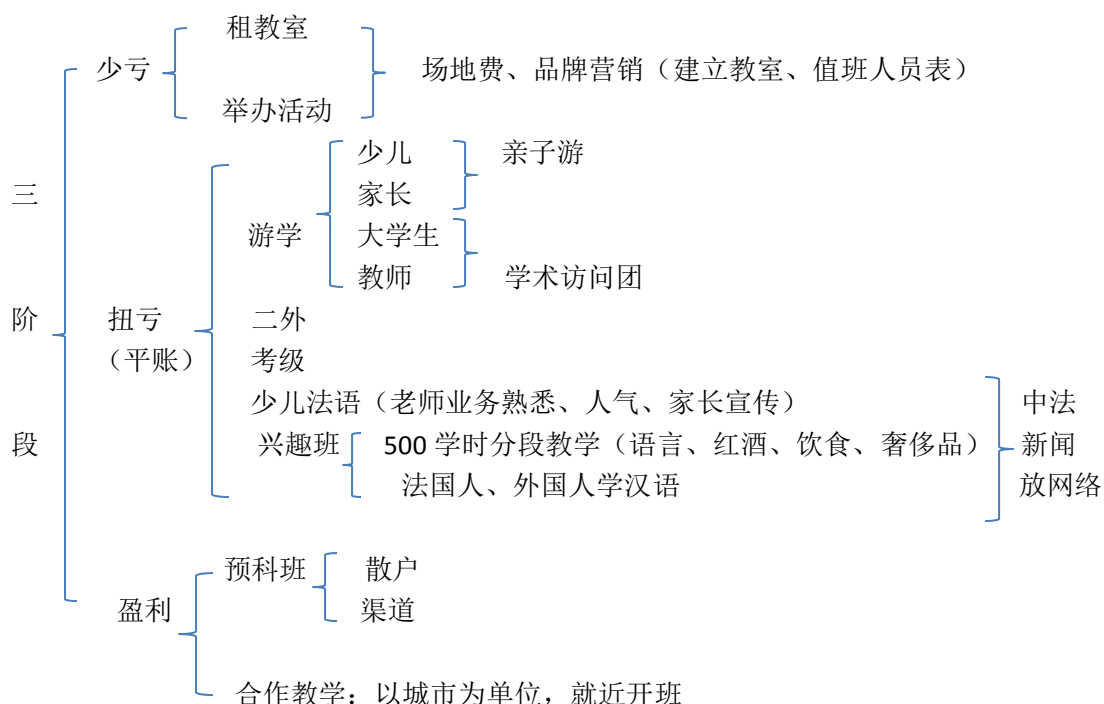 租教室
少亏 场地费、品牌营销（建立教室、值班人员表）
举办活动
少儿 亲子游
家长
三
游学 大学生
教师 学术访问团
阶 扭亏 二外
（平账） 考级
少儿法语（老师业务熟悉、人气、家长宣传） 中法
段 兴趣班 500 学时分段教学（语言、红酒、饮食、奢侈品） 新闻
法国人、外国人学汉语 放网络
预科班 散户
盈利 渠道
合作教学：以城市为单位，就近开班